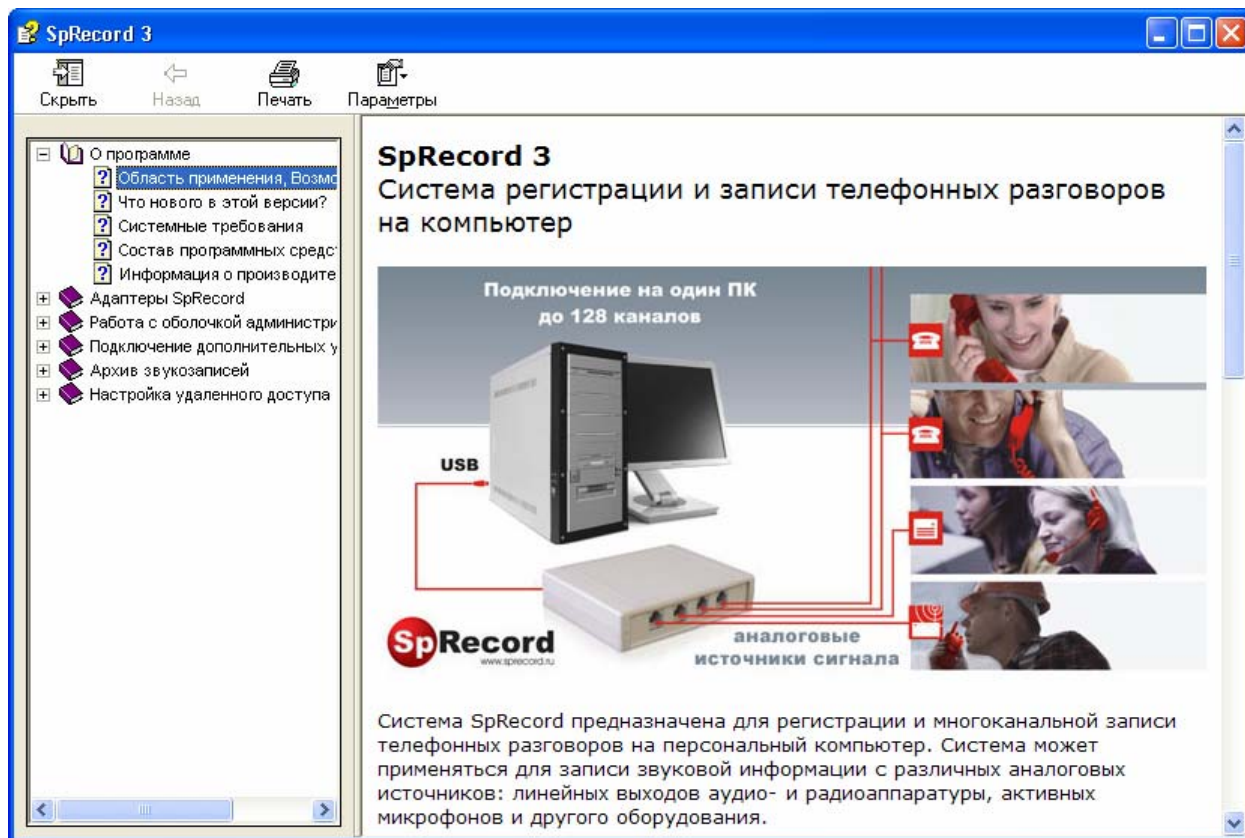 SpRecord 3
Скрыть
Назад
Печать
Параметры
О программе
Область применения, Возмо
Что нового в этой версии?
Системные требования
Состав программных средс
Информация о производите
Адаптеры SpRecord
Работа с оболочкой администри
Подключение дополнительных у
Архив звукозаписей
Настройка удаленного доступа
SpRecord 3
Система регистрации и записи телефонных разговоров
на компьютер
Подключение на один ПК
до 128 каналов
USB
SpRecord
www.sprecord.ru
аналоговые
источники сигнала
Система SpRecord предназначена для регистрации и многоканальной записи
телефонных разговоров на персональный компьютер. Система может
применяться для записи звуковой информации с различных аналоговых
источников: линейных выходов аудио- и радиоаппаратуры, активных
микрофонов и другого оборудования.